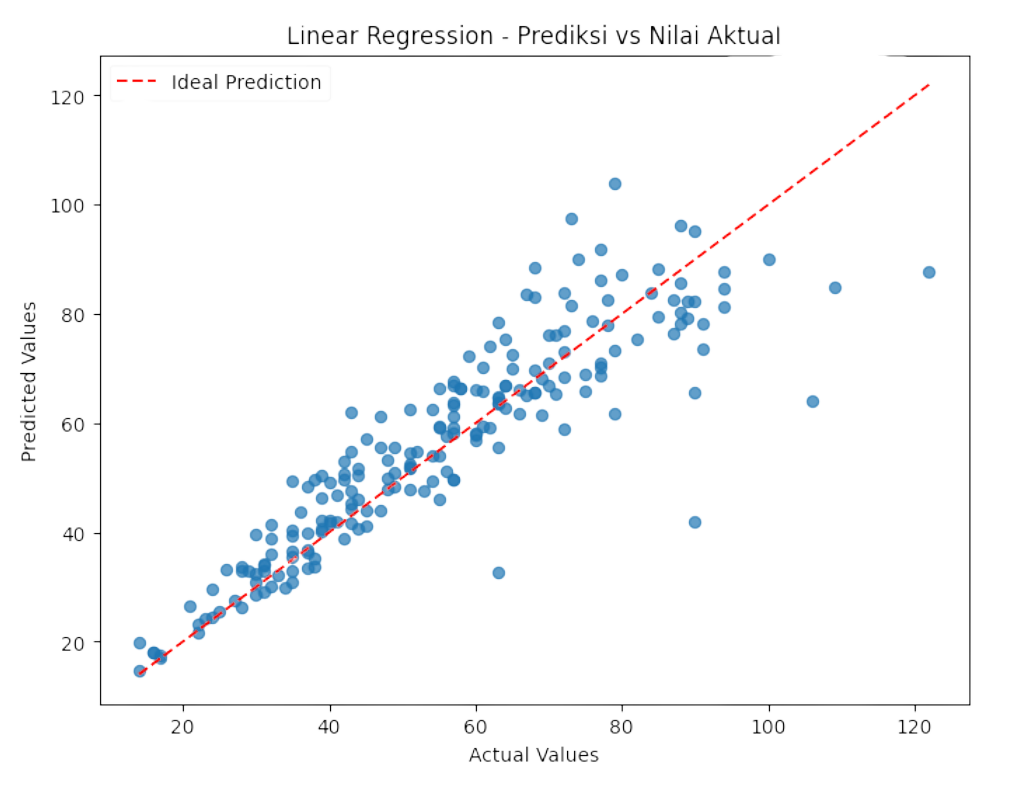 Linear Regression - Prediksi vs Nilai Aktual
Ideal Prediction
120
100
80
60
40
20
Predicted Values
20 40 60 80 100 120
Actual Values